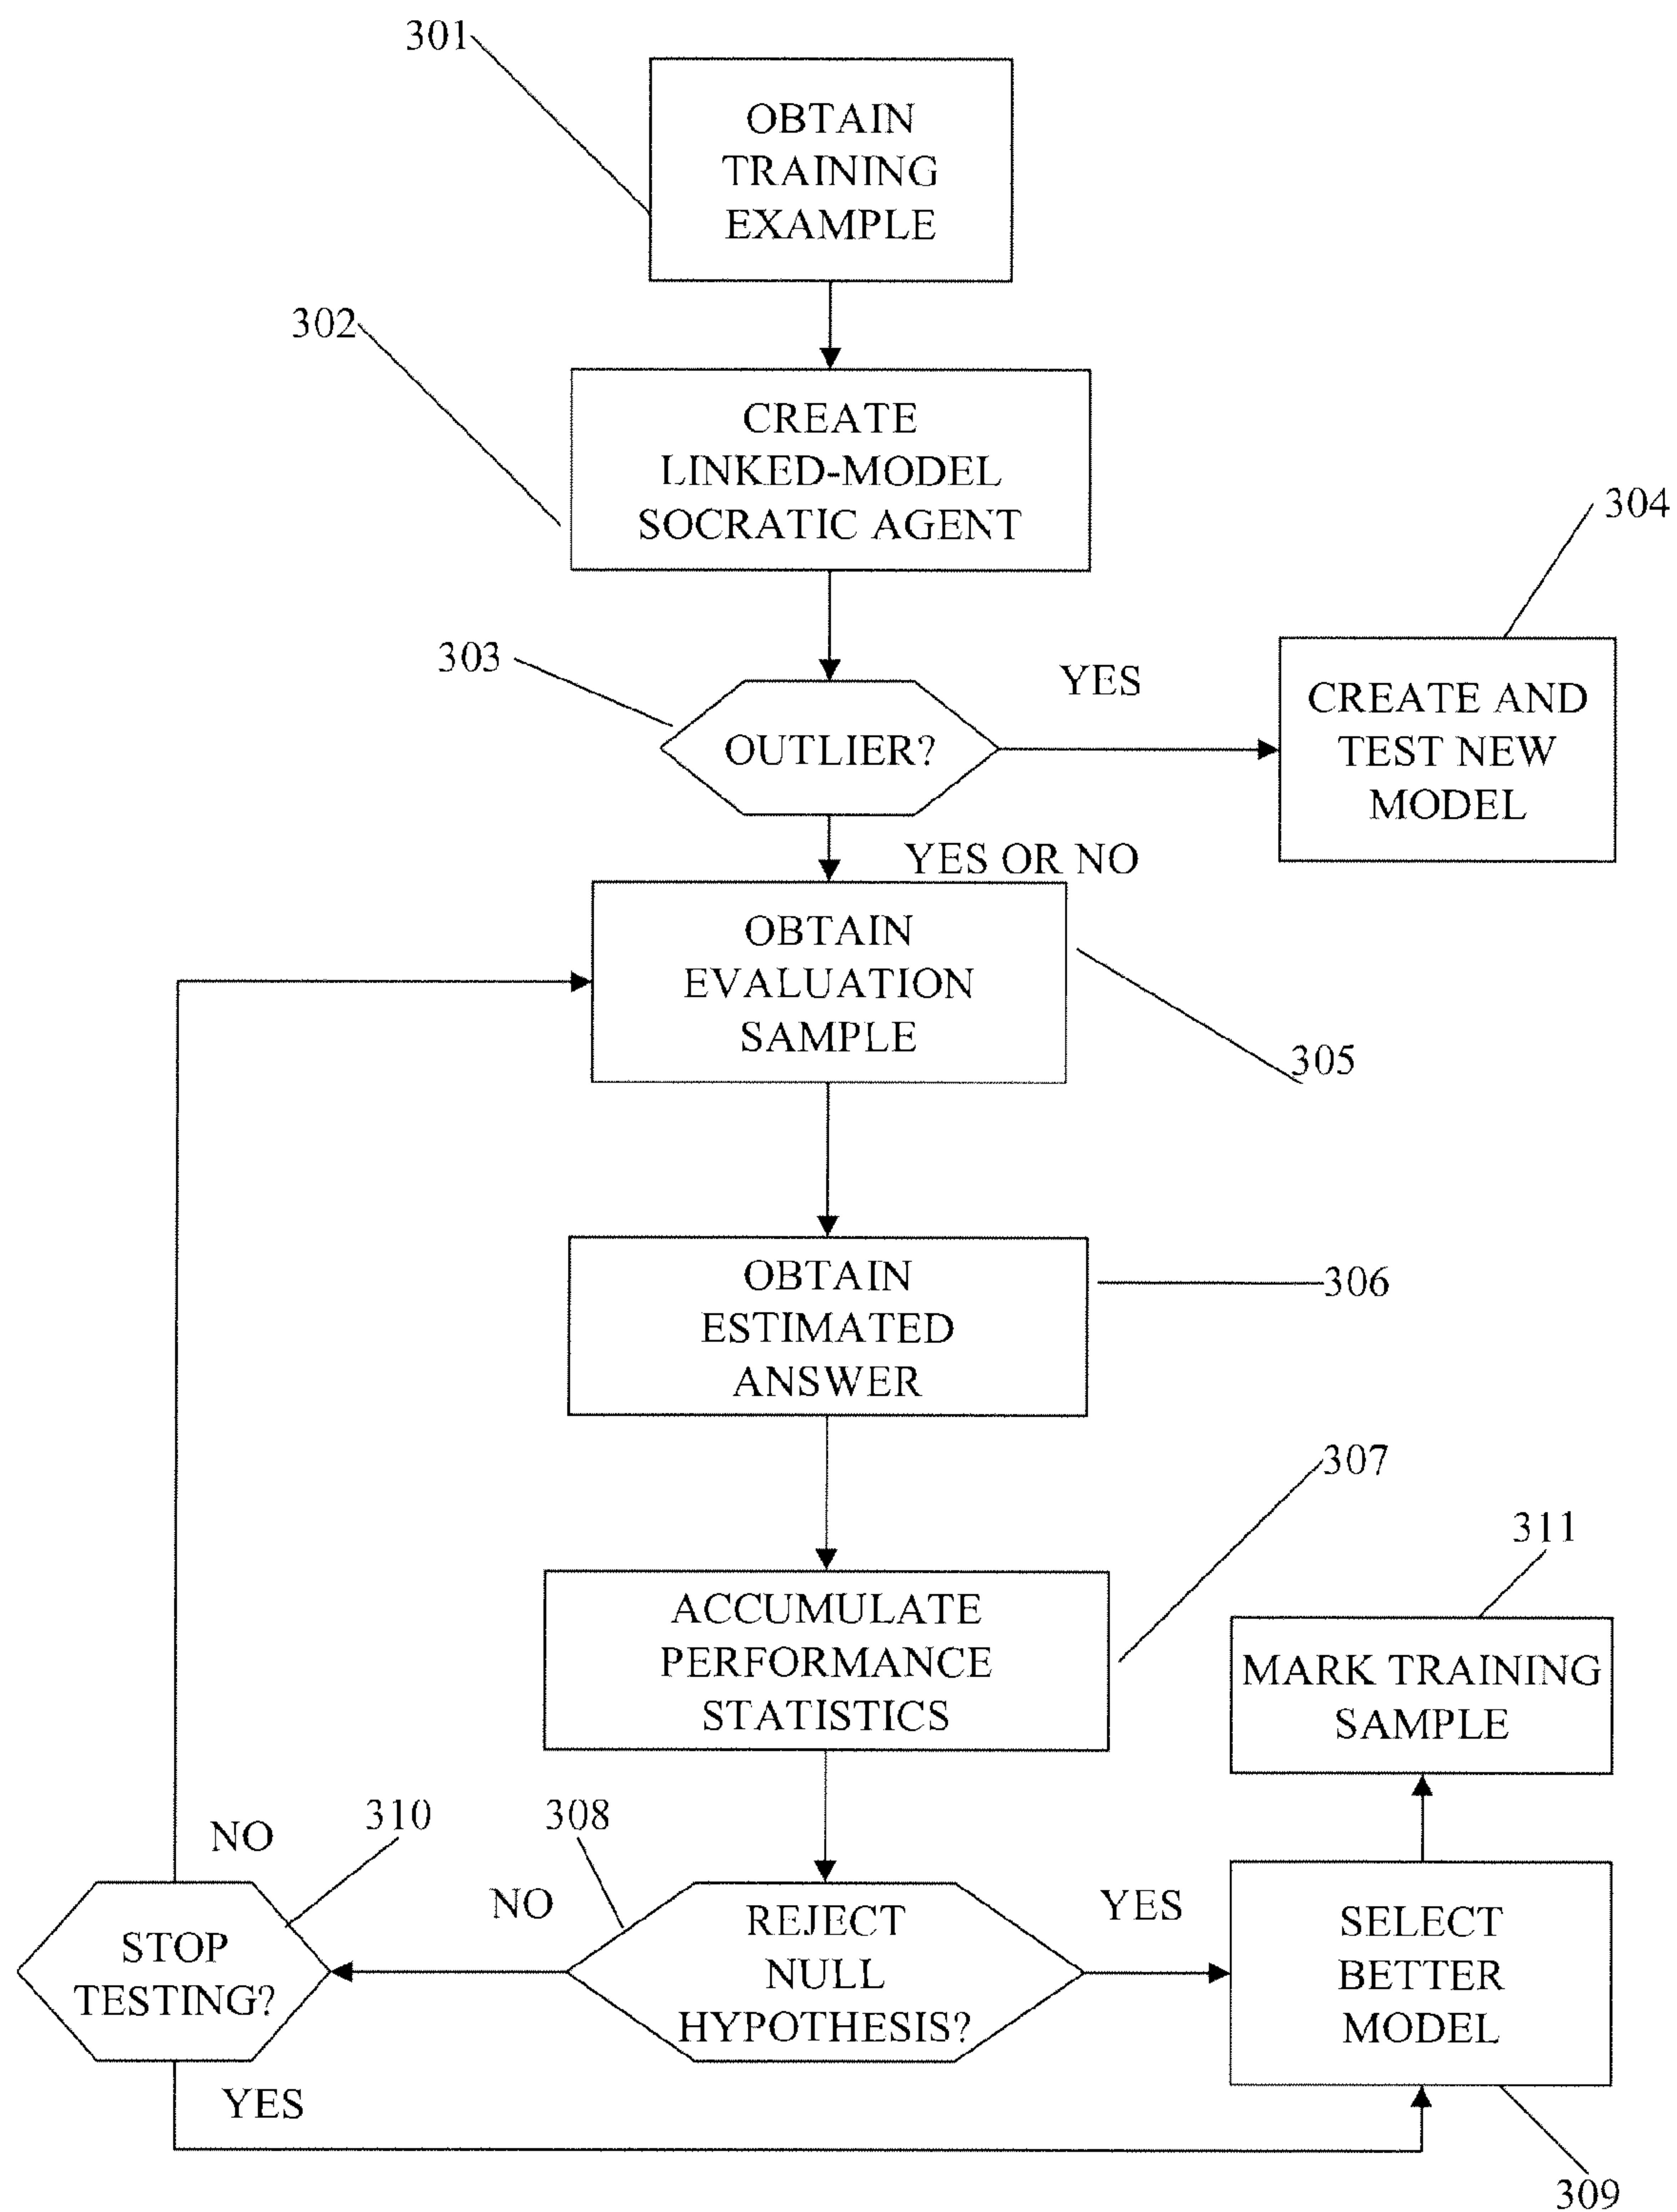 301
OBTAIN
TRAINING
EXAMPLE
302
CREATE
LINKED-MODEL
SOCRATIC AGENT
304
303
YES
OUTLIER?
CREATE AND
TEST NEW
MODEL
YES OR NO
OBTAIN
EVALUATION
SAMPLE
305
OBTAIN
ESTIMATED
ANSWER
306
307
ACCUMULATE
PERFORMANCE
STATISTICS
311
MARK TRAINING
SAMPLE
310
308
NO
NO
YES
STOP
TESTING?
REJECT
NULL
HYPOTHESIS?
SELECT
BETTER
MODEL
YES
309